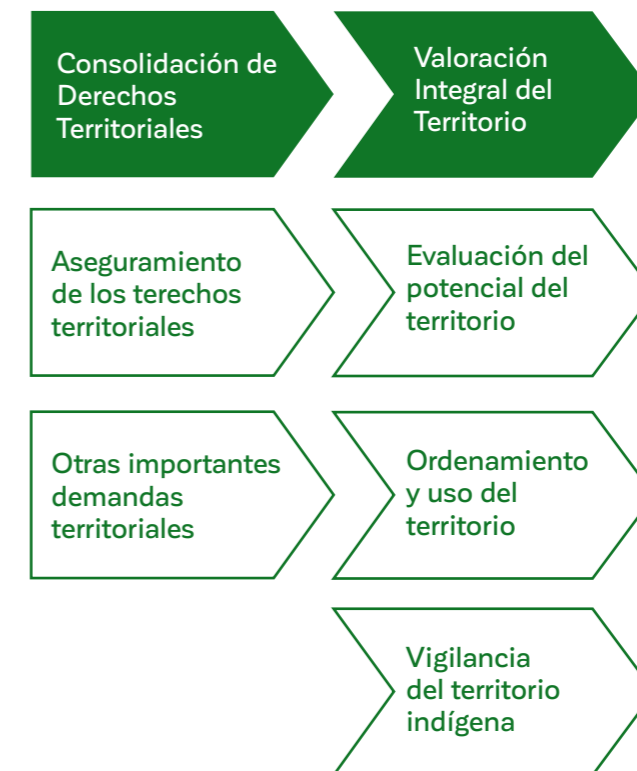 Consolidación de
Derechos
Territoriales
Valoración
Integral del
Territorio
Aseguramiento
de los terechos
territoriales
Evaluación del
potencial del
territorio
Otras importantes
demandas
territoriales
Ordenamiento
y uso del
territorio
Vigilancia
del territorio
indígena